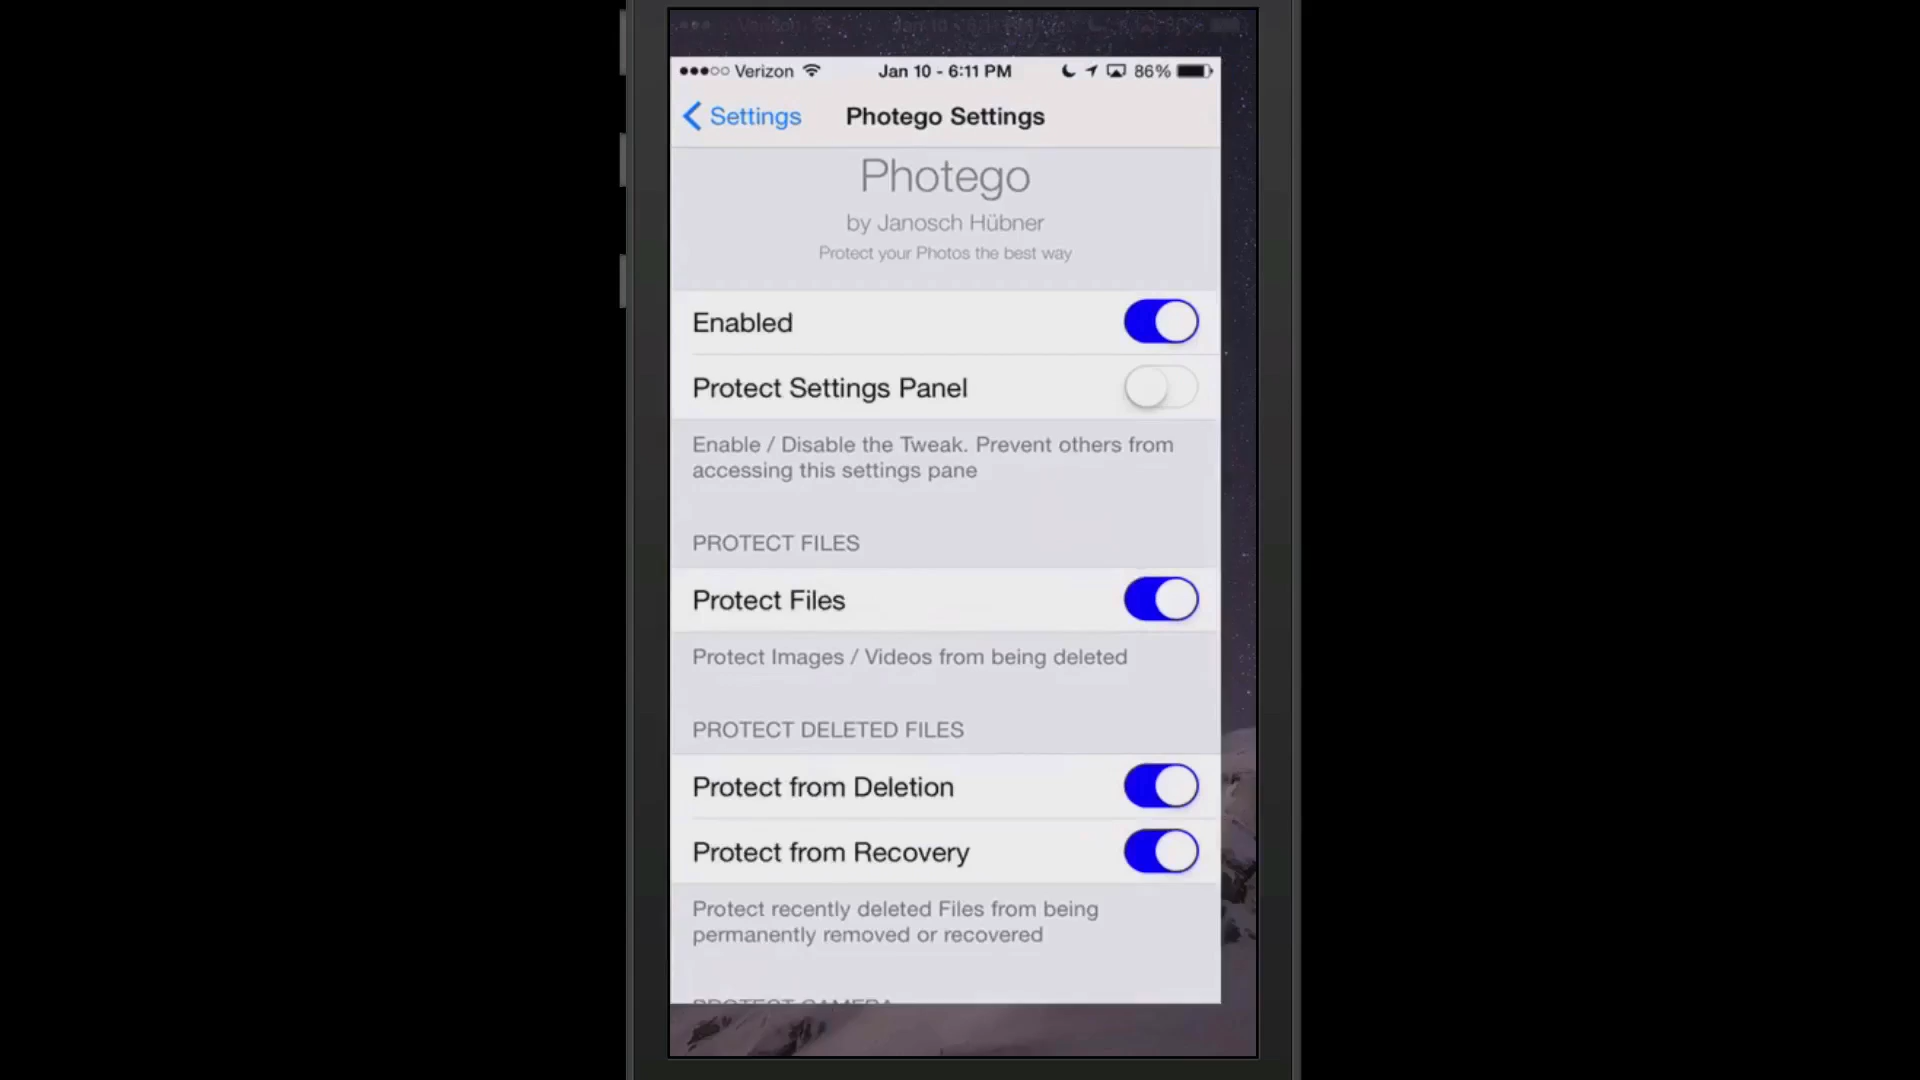 Verizon
Jan 10 - 6:11 PM
86%
Settings
Photego Settings
Photego
by Janosch Hübner
Protect your Photos the best way
Enabled
Protect Settings Panel
Enable / Disable the Tweak. Prevent others from
accessing this settings pane
PROTECT FILES
Protect Files
Protect Images / Videos from being deleted
PROTECT DELETED FILES
Protect from Deletion
Protect from Recovery
Protect recently deleted Files from being
permanently removed or recovered
PROTECT CAMERA